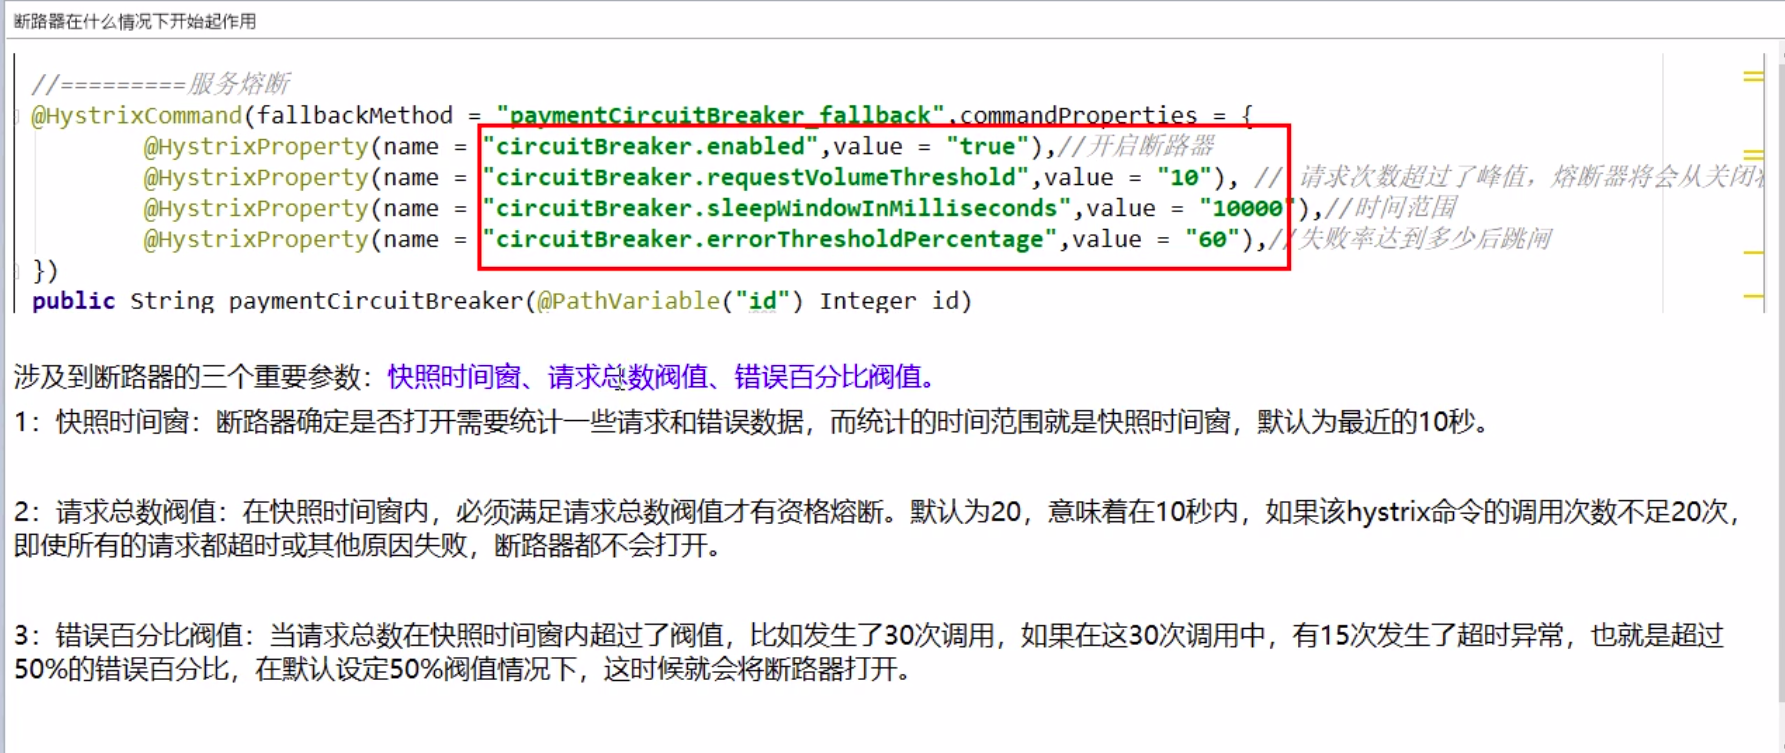 断路器在什么情况下开始起作用
//=========服务熔断
@HystrixCommand(fallbackMethod = "paymentCircuitBreaker_fallback",commandProperties = {
@HystrixProperty(name = "circuitBreaker.enabled",value = "true"),//开启断路器
@HystrixProperty(name = "circuitBreaker.requestVolumeThreshold",value = "10"), // 请求次数超过了峰值，熔断器将会从关闭
@HystrixProperty(name = "circuitBreaker.sleepWindowInMilliseconds",value = "10000"),//时间范围
@HystrixProperty(name = "circuitBreaker.errorThresholdPercentage",value = "60"),//失败率达到多少后跳闸
})
public String paymentCircuitBreaker(@PathVariable("id") Integer id)
涉及到断路器的三个重要参数：快照时间窗、请求总数阀值、错误百分比阀值。
1：快照时间窗：断路器确定是否打开需要统计一些请求和错误数据，而统计的时间范围就是快照时间窗，默认为最近的10秒。
2：请求总数阀值：在快照时间窗内，必须满足请求总数阀值才有资格熔断。默认为20，意味着在10秒内，如果该hystrix命令的调用次数不足20次，
即使所有的请求都超时或其他原因失败，断路器都不会打开。
3：错误百分比阀值：当请求总数在快照时间窗内超过了阀值，比如发生了30次调用，如果在这30次调用中，有15次发生了超时异常，也就是超过
50%的错误百分比，在默认设定50%阀值情况下，这时候就会将断路器打开。